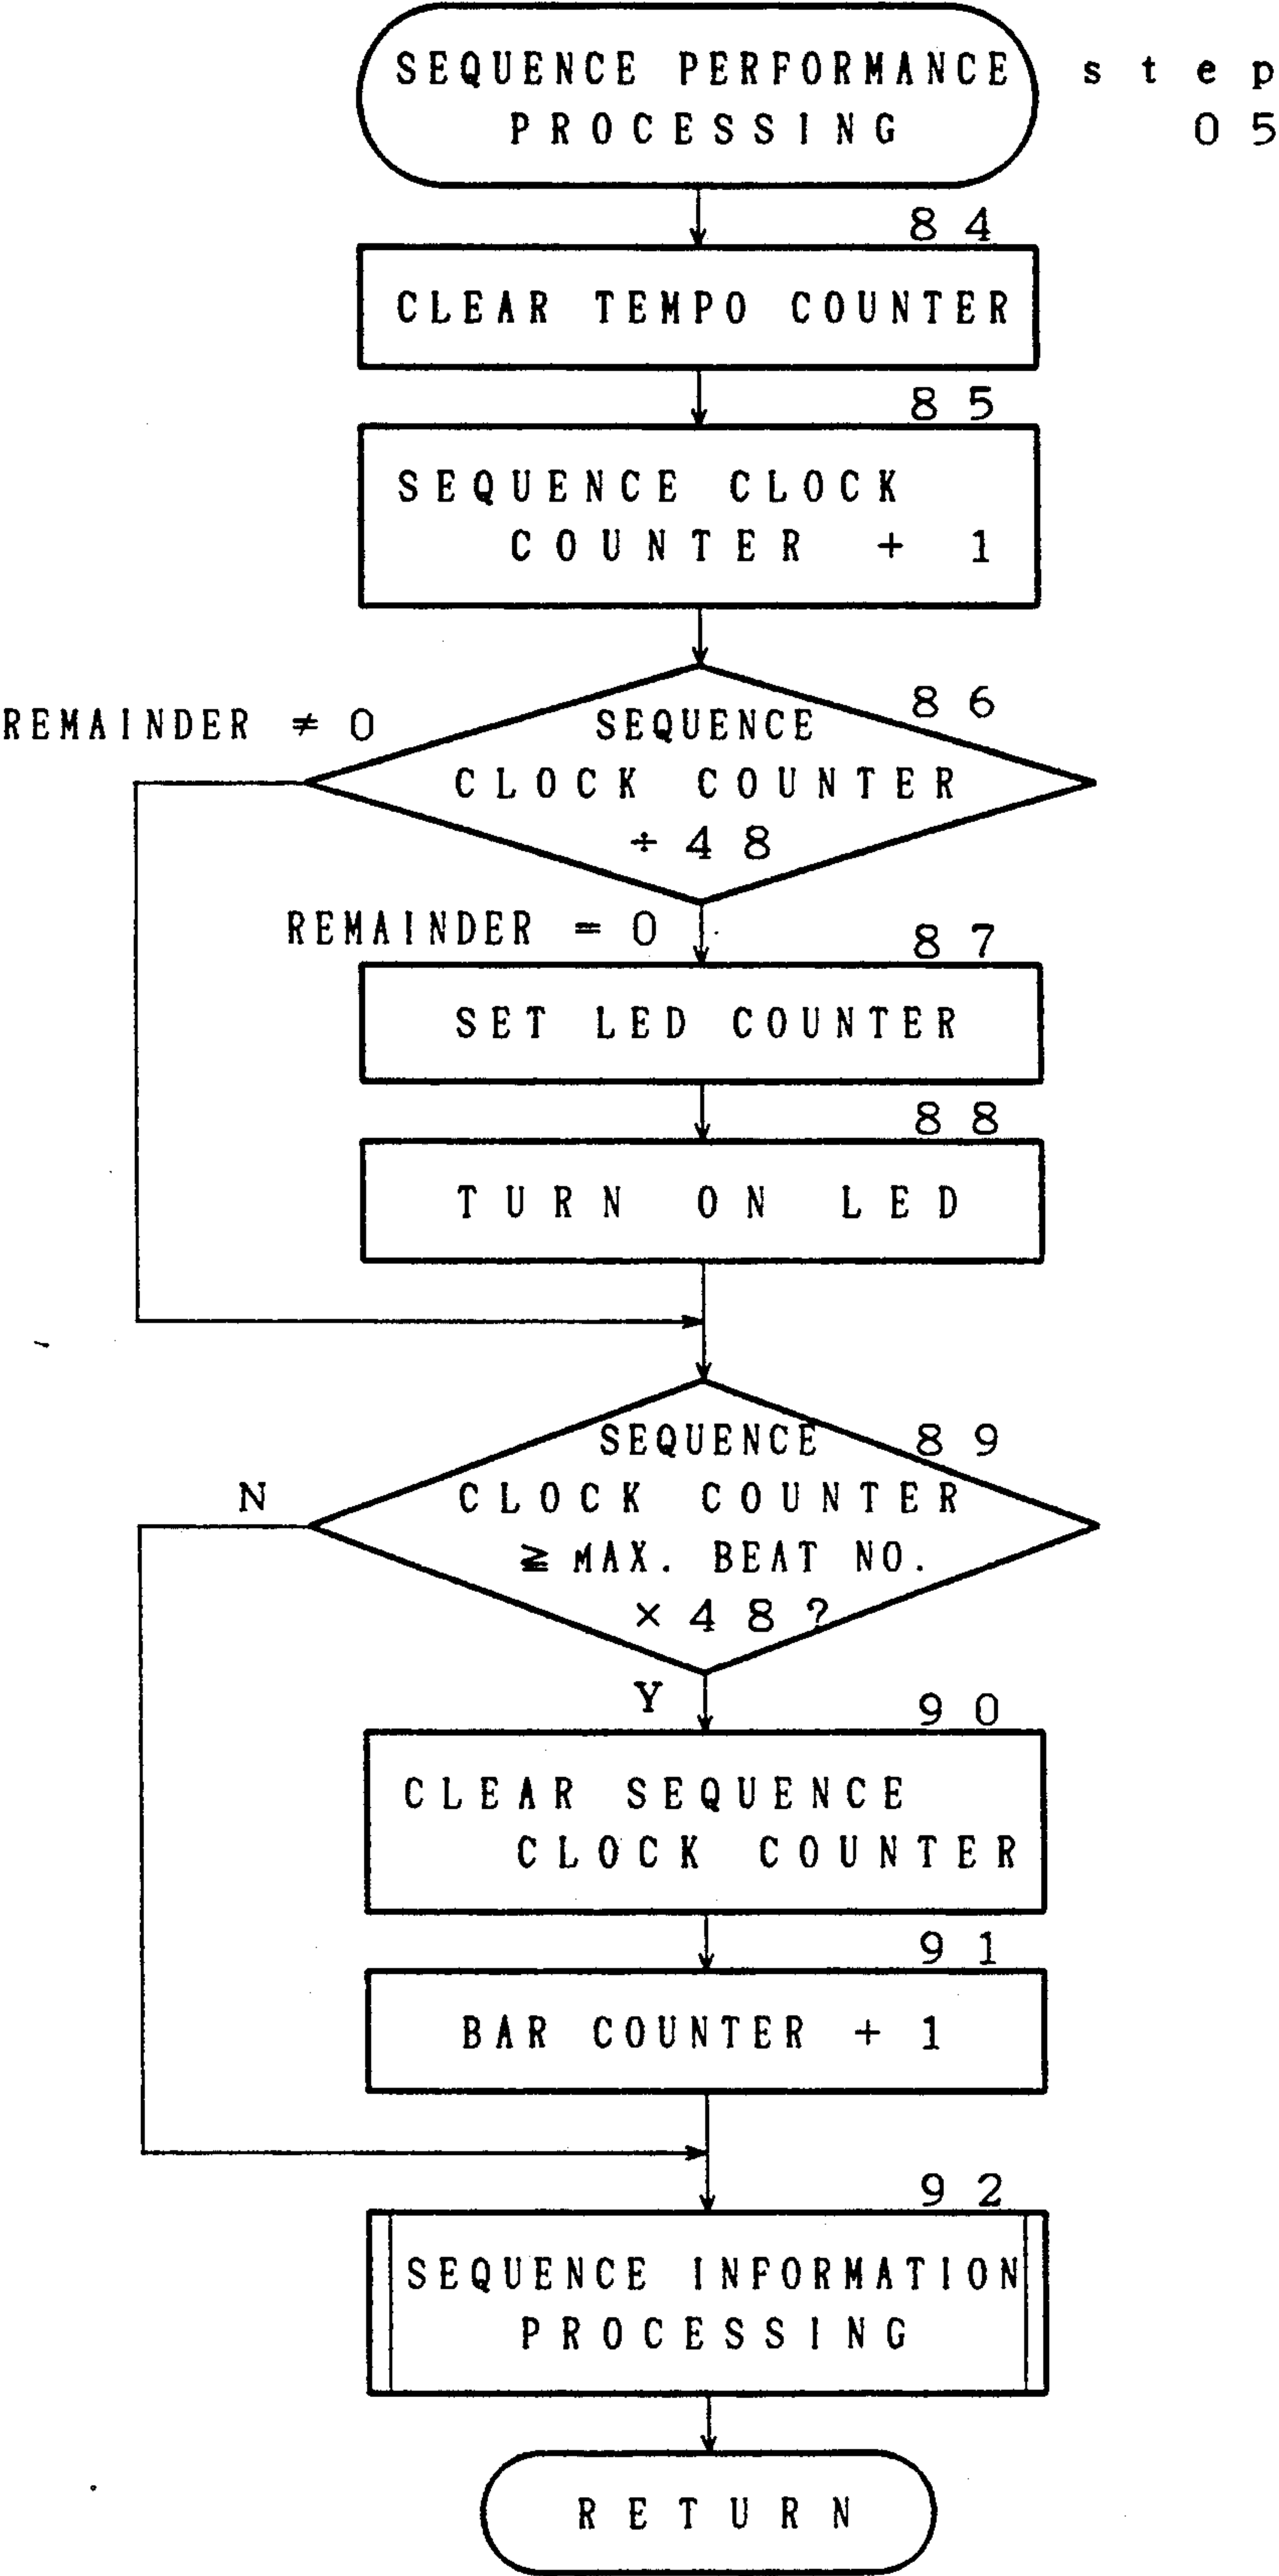 SEQUENCE PERFORMANCE
PROCESSING
step
05
84
CLEAR TEMPO COUNTER
85
SEQUENCE CLOCK
COUNTER + 1
86
REMAINDER ≠ 0
SEQUENCE
CLOCK COUNTER
÷ 48
REMAINDER = 0
87
SET LED COUNTER
88
TURN ON LED
89
SEQUENCE
N
CLOCK COUNTER
≧ MAX. BEAT NO.
× 48?
Y
90
CLEAR SEQUENCE
CLOCK COUNTER
91
BAR COUNTER + 1
92
SEQUENCE INFORMATION
PROCESSING
RETURN